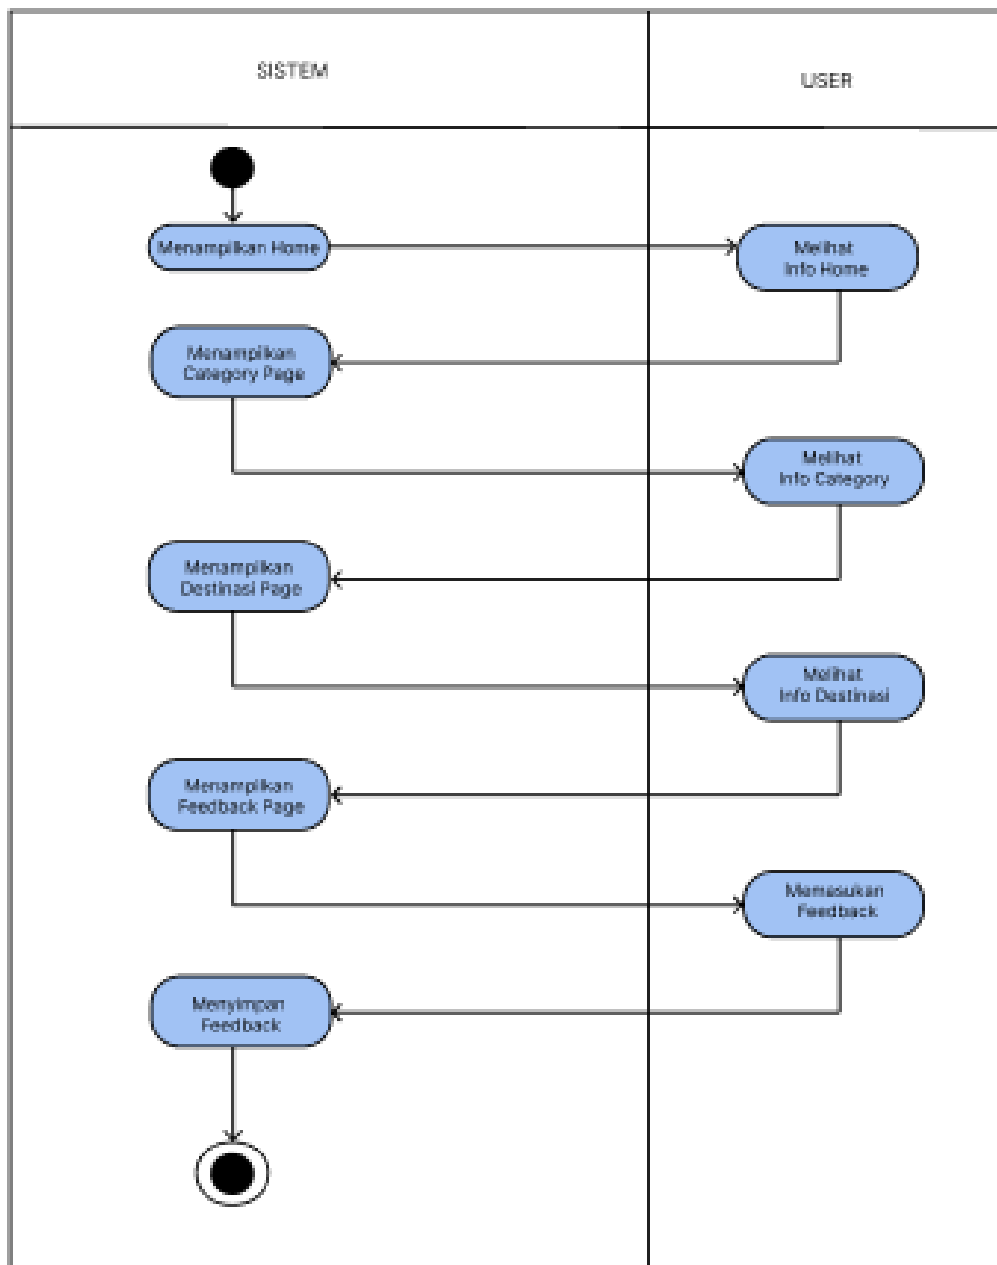 SISTEM
USER
Menampilkan Home
Melihat
Info Home
Menampilkan
Category Page
Melihat
Info Category
Menampilkan
Destinasi Page
Melihat
Info Destinasi
Menampilkan
Feedback Page
Memasukan
Feedback
Menyimpan
Feedback